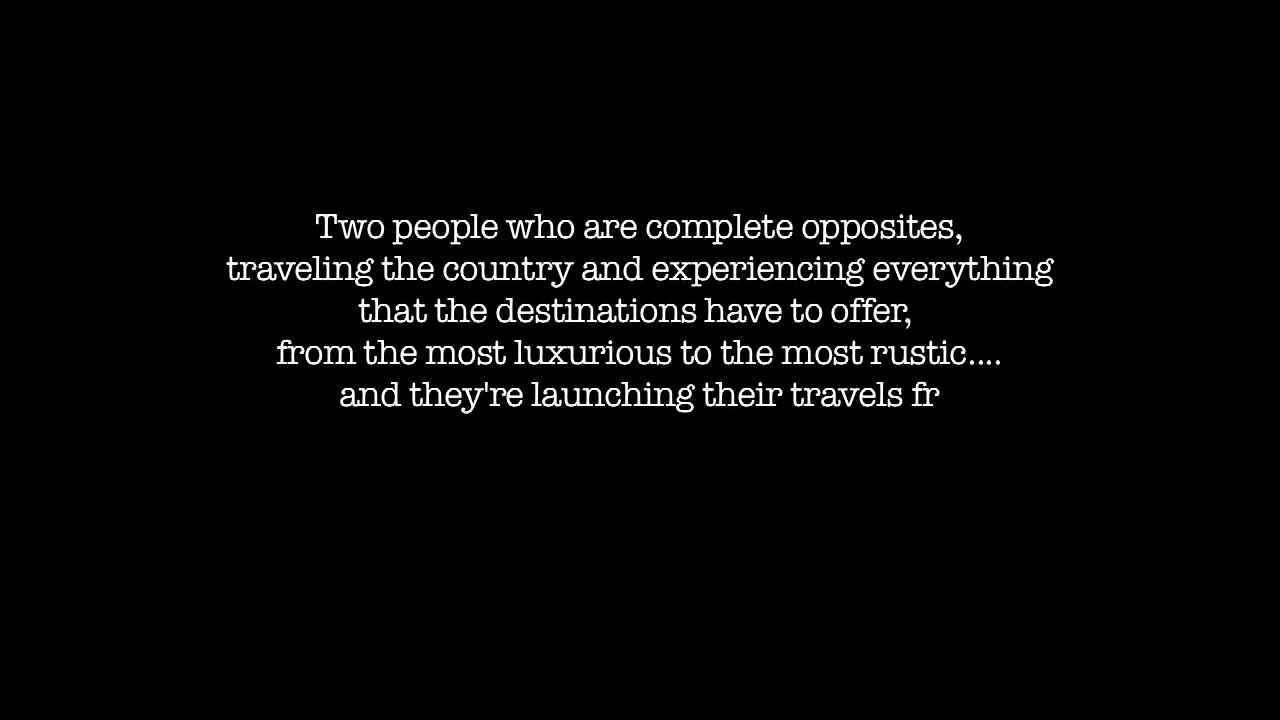 Two people who are complete opposites,
traveling the country and experiencing everything
that the destinations have to offer,
from the most luxurious to the most rustic....
and they're launching their travels fr